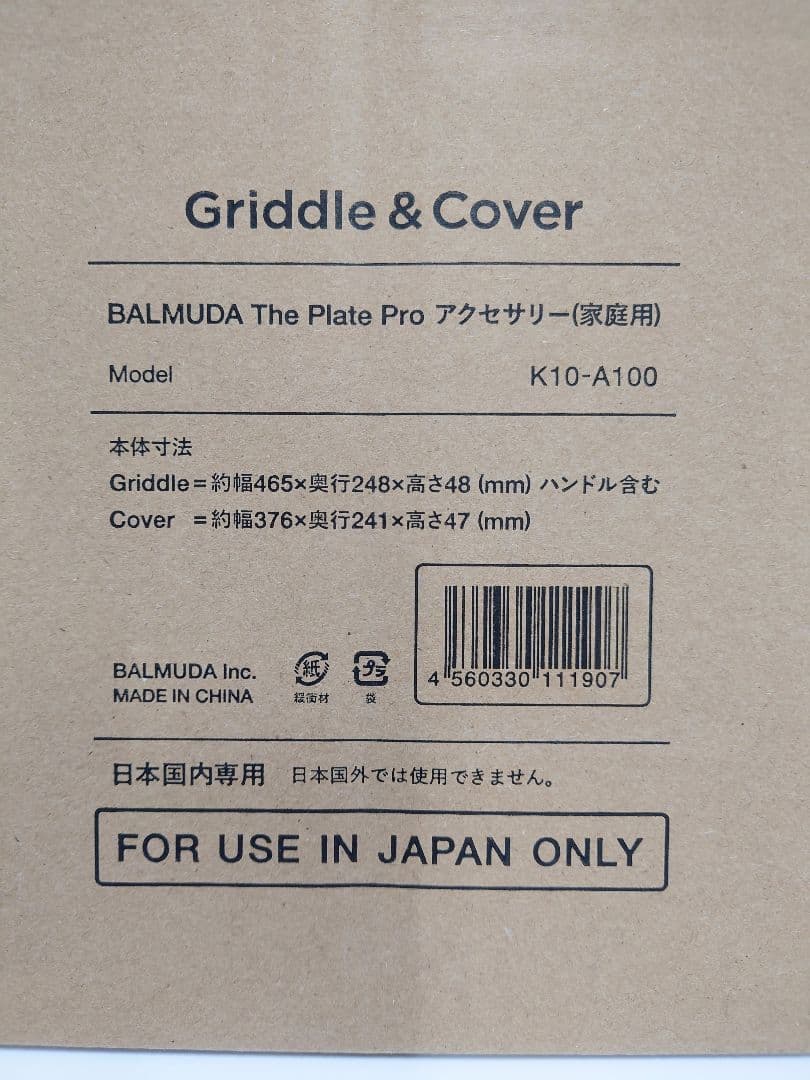 Griddle & Cover
BALMUDA The Plate Pro アクセサリー(家庭用)
Model K10-A100
本体寸法
Griddle=約幅465×奥行248×高さ48 (mm) ハンドル含む
Cover =約幅376×奥行241×高さ47 (mm)
BALMUDA Inc.
MADE IN CHINA
紙
緩衝材
プラ
袋
4 560330 111907
日本国内専用 日本国外では使用できません。
FOR USE IN JAPAN ONLY